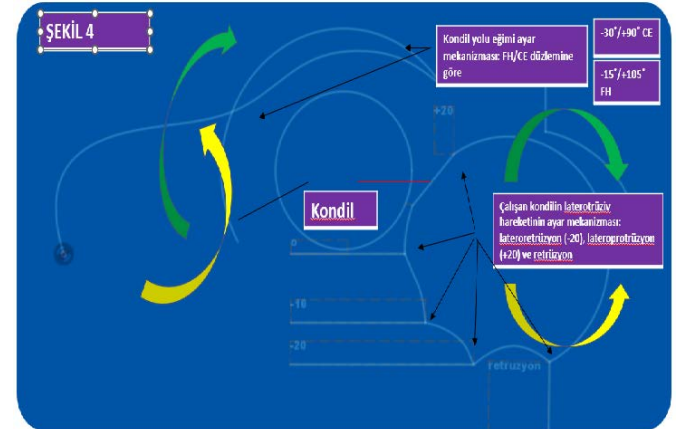 ŞEKİL 4
Kondil yolu eğimi ayar
mekanizması: FH/CE düzlemine
göre
-30˚/+90˚ CE
-15˚/+105˚
FH
+20
Kondil
Çalışan kondilin laterotrüziv
hareketinin ayar mekanizması:
lateroretrüzyon (-20), lateroprotrüzyon
(+20) ve retrüzyon
0
-10
-20
retruzyon